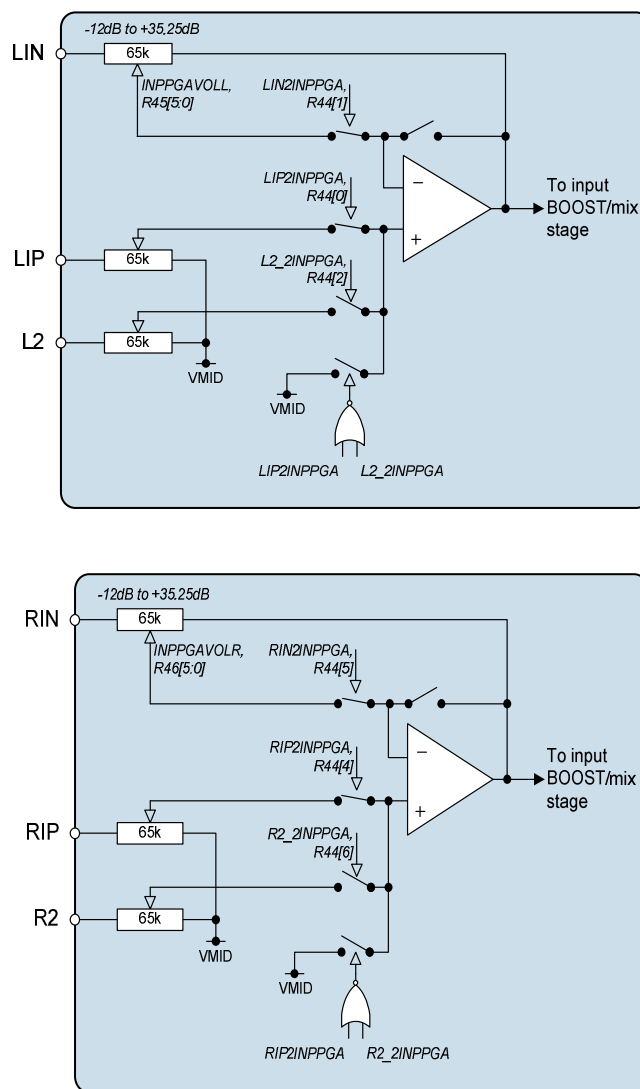 -12dB to +35.25dB
LIN
65k
INPPGAVOLL,
R45[5:0]
LIN2INPPGA,
R44[1]
LIP2INPPGA,
R44[0]
−
+
To input
BOOST/mix
stage
LIP
65k
L2_2INPPGA,
R44[2]
L2
65k
VMID
VMID
LIP2INPPGA
L2_2INPPGA
-12dB to +35.25dB
RIN
65k
INPPGAVOLR,
R46[5:0]
RIN2INPPGA,
R44[5]
RIP2INPPGA,
R44[4]
−
+
To input
BOOST/mix
stage
RIP
65k
R2_2INPPGA,
R44[6]
R2
65k
VMID
VMID
RIP2INPPGA
R2_2INPPGA